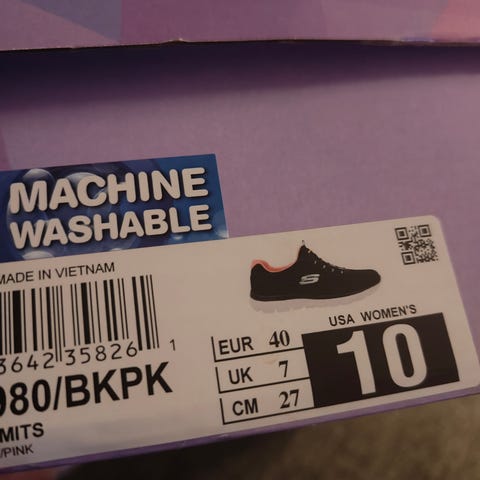 MACHINE
WASHABLE
MADE IN VIETNAM
3642 35826 1
980/BKPK
MITS
/PINK
EUR 40
UK 7
CM 27
USA WOMEN'S
10